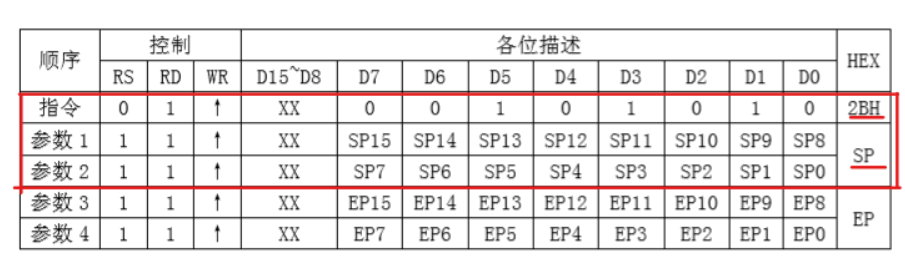 顺序 控制 各位描述 HEX
RS RD WR D15~D8 D7 D6 D5 D4 D3 D2 D1 D0
指令 0 1 ↑ XX 0 0 1 0 1 0 1 0 2BH
参数 1 1 1 ↑ XX SP15 SP14 SP13 SP12 SP11 SP10 SP9 SP8 SP
参数 2 1 1 ↑ XX SP7 SP6 SP5 SP4 SP3 SP2 SP1 SP0
参数 3 1 1 ↑ XX EP15 EP14 EP13 EP12 EP11 EP10 EP9 EP8 EP
参数 4 1 1 ↑ XX EP7 EP6 EP5 EP4 EP3 EP2 EP1 EP0